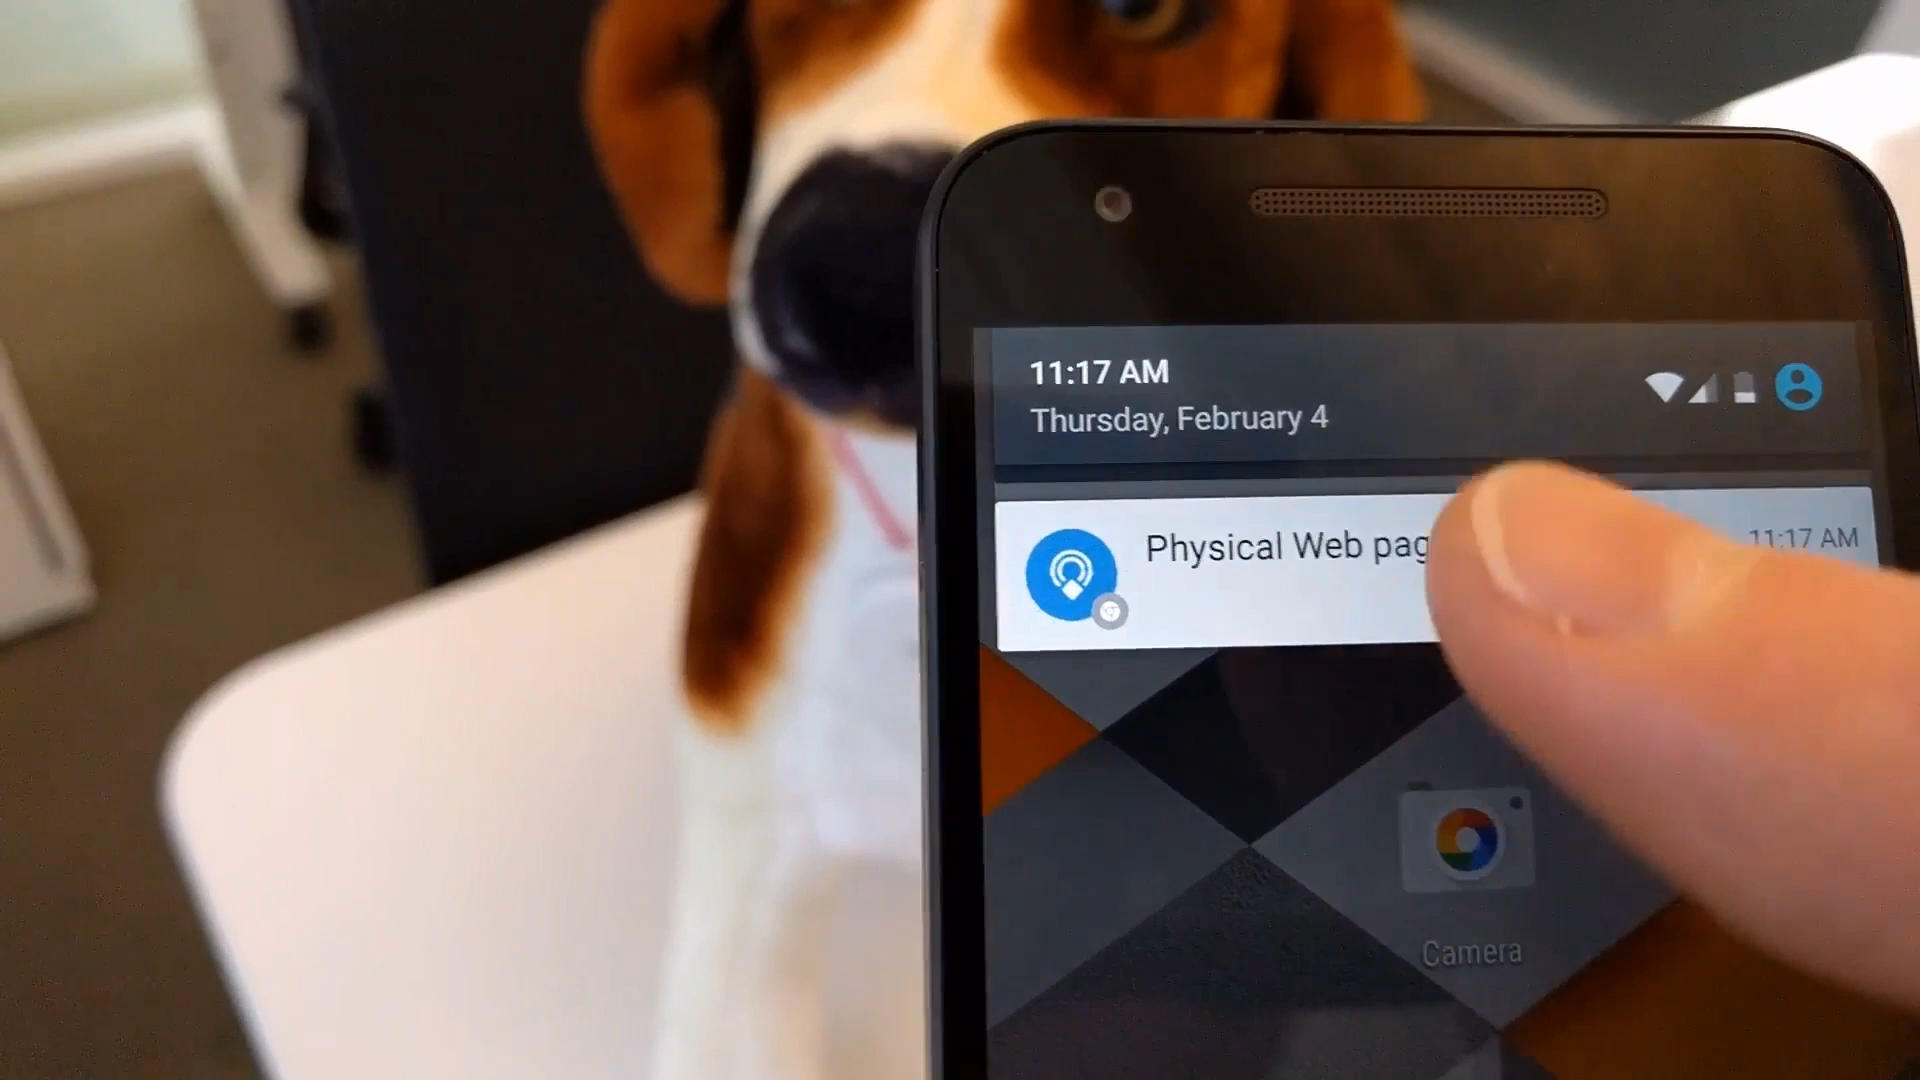 11:17 AM
Thursday, February 4
Physical Web pag
11:17 AM
Camera